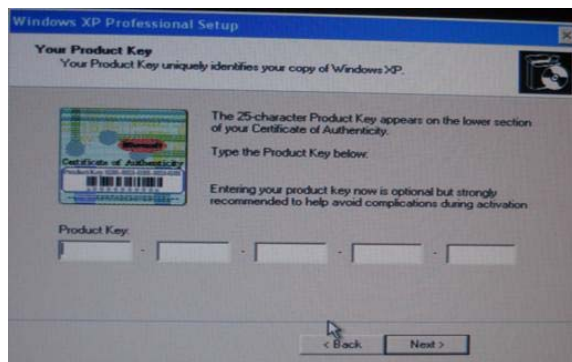 Windows XP Professional Setup
Your Product Key
Your Product Key uniquely identifies your copy of Windows XP.
The 25-character Product Key appears on the lower section
of your Certificate of Authenticity.
Type the Product Key below:
Microsoft
Certificate of Authenticity
Entering your product key now is optional but strongly
recommended to help avoid complications during activation
Product Key:
- - - -
< Back
Next >